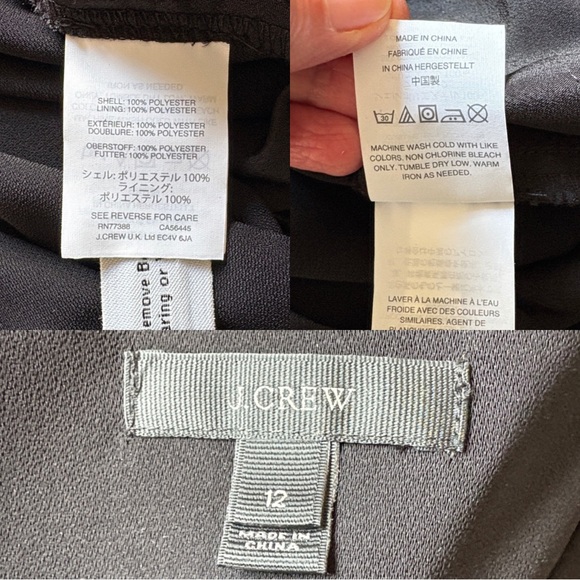 SHELL: 100% POLYESTER
LINING: 100% POLYESTER
EXTÉRIEUR: 100% POLYESTER
DOUBLURE: 100% POLYESTER
OBERSTOFF: 100% POLYESTER
FUTTER: 100% POLYESTER
シェル: ポリエステル 100%
ライニング:
ポリエステル 100%
SEE REVERSE FOR CARE
RN77388 CA56445
J.CREW U.K. Ltd EC4V 6JA
MADE IN CHINA
FABRIQUÉ EN CHINE
IN CHINA HERGESTELLT
中国製
30
MACHINE WASH COLD WITH LIKE
COLORS. NON CHLORINE BLEACH
ONLY. TUMBLE DRY LOW. WARM
IRON AS NEEDED.
LAVER À LA MACHINE À L'EAU
FROIDE AVEC DES COULEURS
SIMILAIRES. AGENT DE
J.CREW
12
MADE IN
CHINA